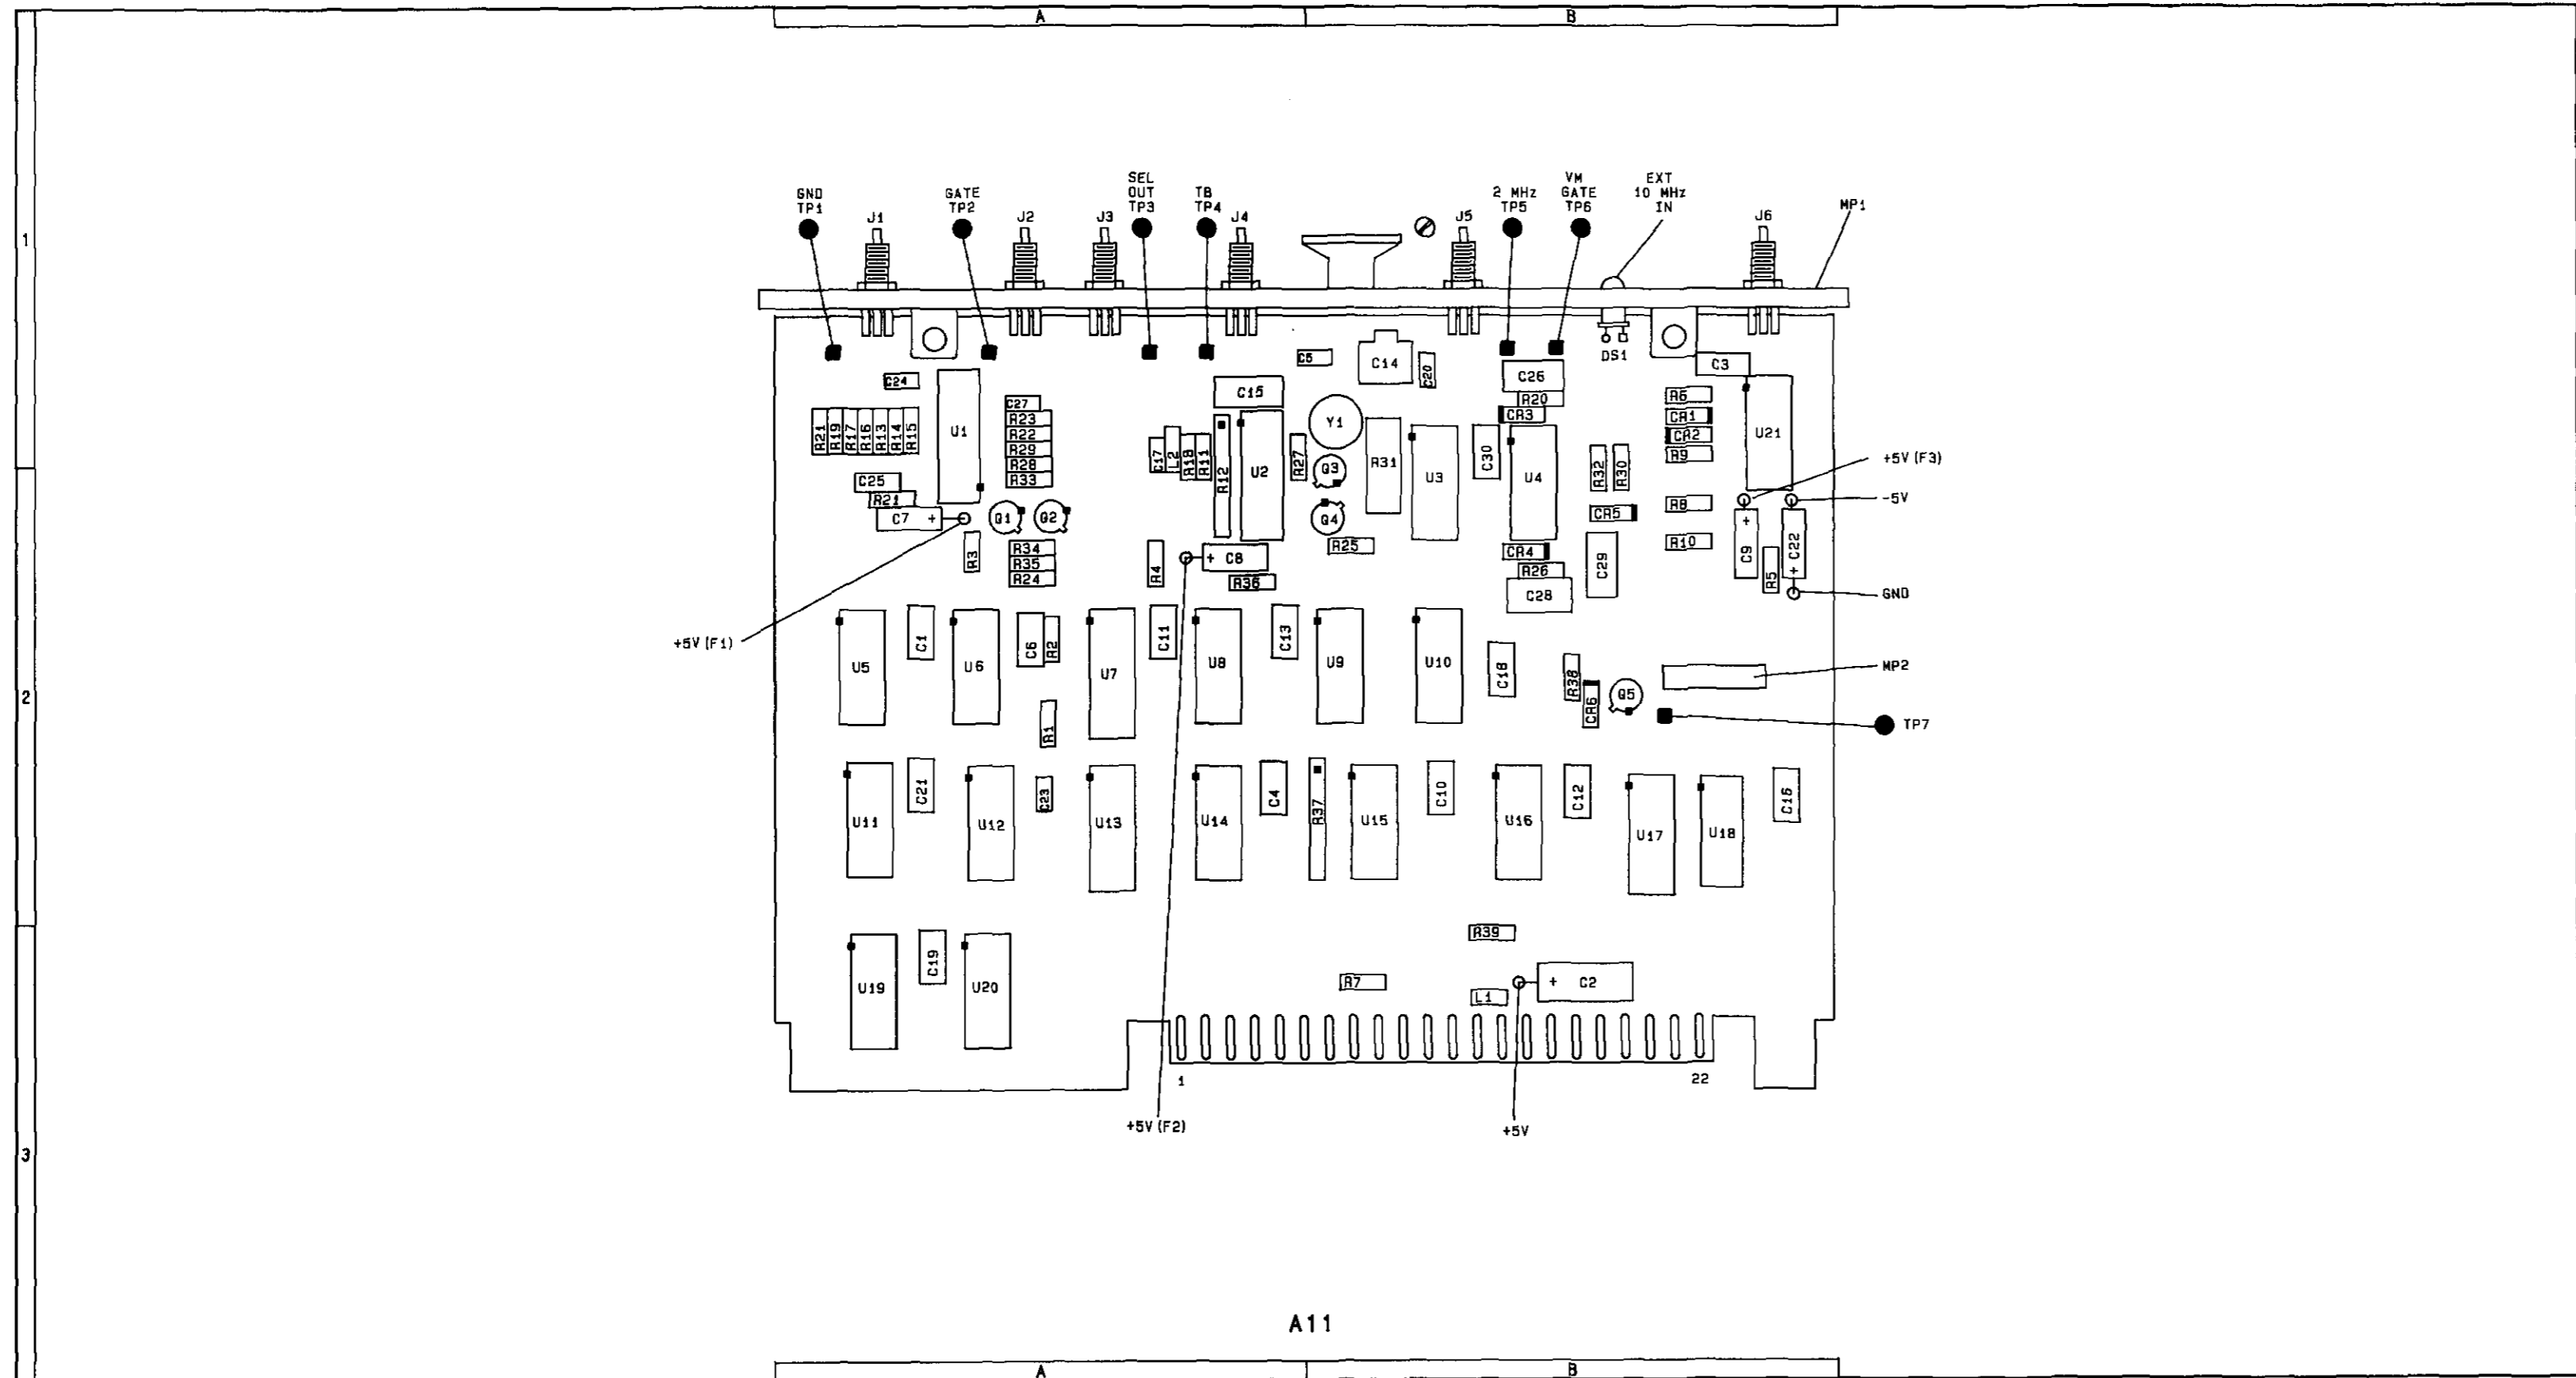 A B
GND
TP1
J1
GATE
TP2
J2
J3
SEL
OUT
TP3
TB
TP4
J4
J5
2 MHz
TP5
VM
GATE
TP6
EXT
10 MHz
IN
J6
MP1
1
DS1
C5
C14
C20
C26
C3
C24
C15
R20
R6
C27
CR3
CR1
R21 R19 R17 R16 R13 R14 R15
U1
R23
R22
R29
R28
R33
C17 L2 R18 R11 R12
U2
R27
Y1
Q3
R31
U3
C30
U4
R32 R30
CR2
R9
U21
+5V (F3)
C25
R21
C7 +
Q1 Q2
Q4
CR5
R8
-5V
R3
R34
R35
R24
R4
+ C8
R36
R25
CR4
R26
C28
C29
R10
+ C9
R5
C22 +
GND
+5V (F1)
U5
C1
U6
C6 R2
U7
C11
U8
C13
U9
U10
C18
R38
CR6
Q5
MP2
2
R1
TP7
U11
C21
U12
C23
U13
U14
C4
R37
U15
C10
U16
C12
U17
U18
C16
U19
C19
U20
R39
R7
L1
+ C2
1 22
+5V (F2)
+5V
3
A11
A B